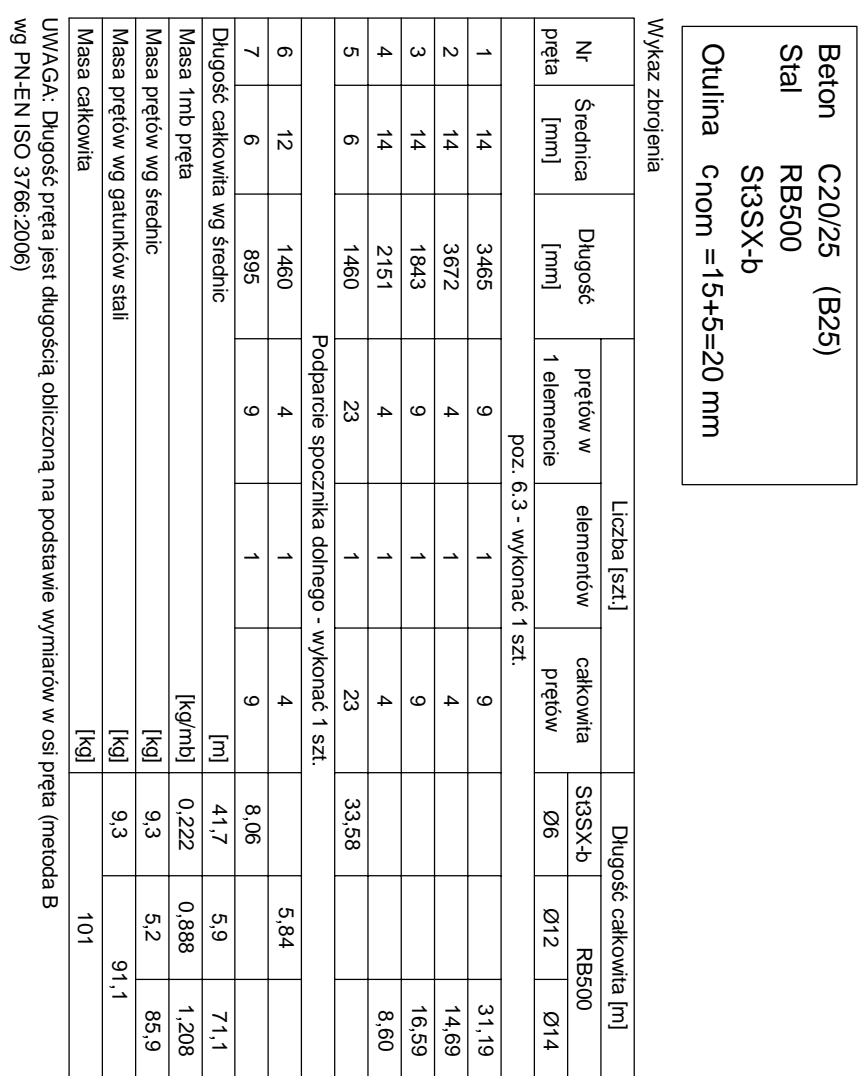 Beton C20/25 (B25)
Stal RB500
St3SX-b
Otulina cnom =15+5=20 mm
Wykaz zbrojenia
Nr pręta Średnica [mm] Długość [mm] Liczba [szt.] Długość całkowita [m]
prętów w 1 elemencie elementów całkowita prętów St3SX-b RB500
Ø6 Ø12 Ø14
poz. 6.3 - wykonać 1 szt.
1 14 3465 9 1 9 31,19
2 14 3672 4 1 4 14,69
3 14 1843 9 1 9 16,59
4 14 2151 4 1 4 8,60
5 6 1460 23 1 23 33,58
Podparcie spocznika dolnego - wykonać 1 szt.
6 12 1460 4 1 4 5,84
7 6 895 9 1 9 8,06
Długość całkowita wg średnic [m] 41,7 5,9 71,1
Masa 1mb pręta [kg/mb] 0,222 0,888 1,208
Masa prętów wg średnic [kg] 9,3 5,2 85,9
Masa prętów wg gatunków stali [kg] 9,3 91,1
Masa całkowita [kg] 101
UWAGA: Długość pręta jest długością obliczoną na podstawie wymiarów w osi pręta (metoda B
wg PN-EN ISO 3766:2006)